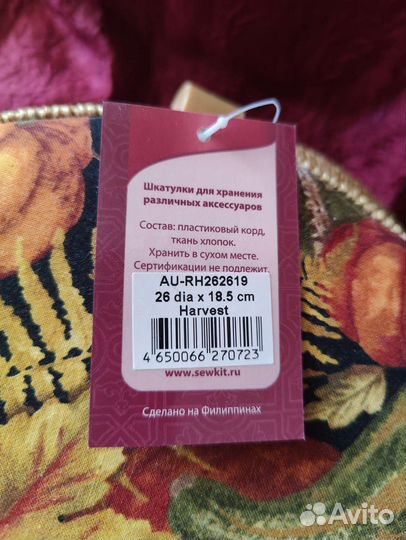 Шкатулки для хранения
различных аксессуаров
Состав: пластиковый корд,
ткань хлопок.
Хранить в сухом месте.
Сертификации не подлежит.
AU-RH262619
26 dia x 18.5 cm
Harvest
4 650066 270723
www.sewkit.ru
Сделано на Филиппинах
Avito